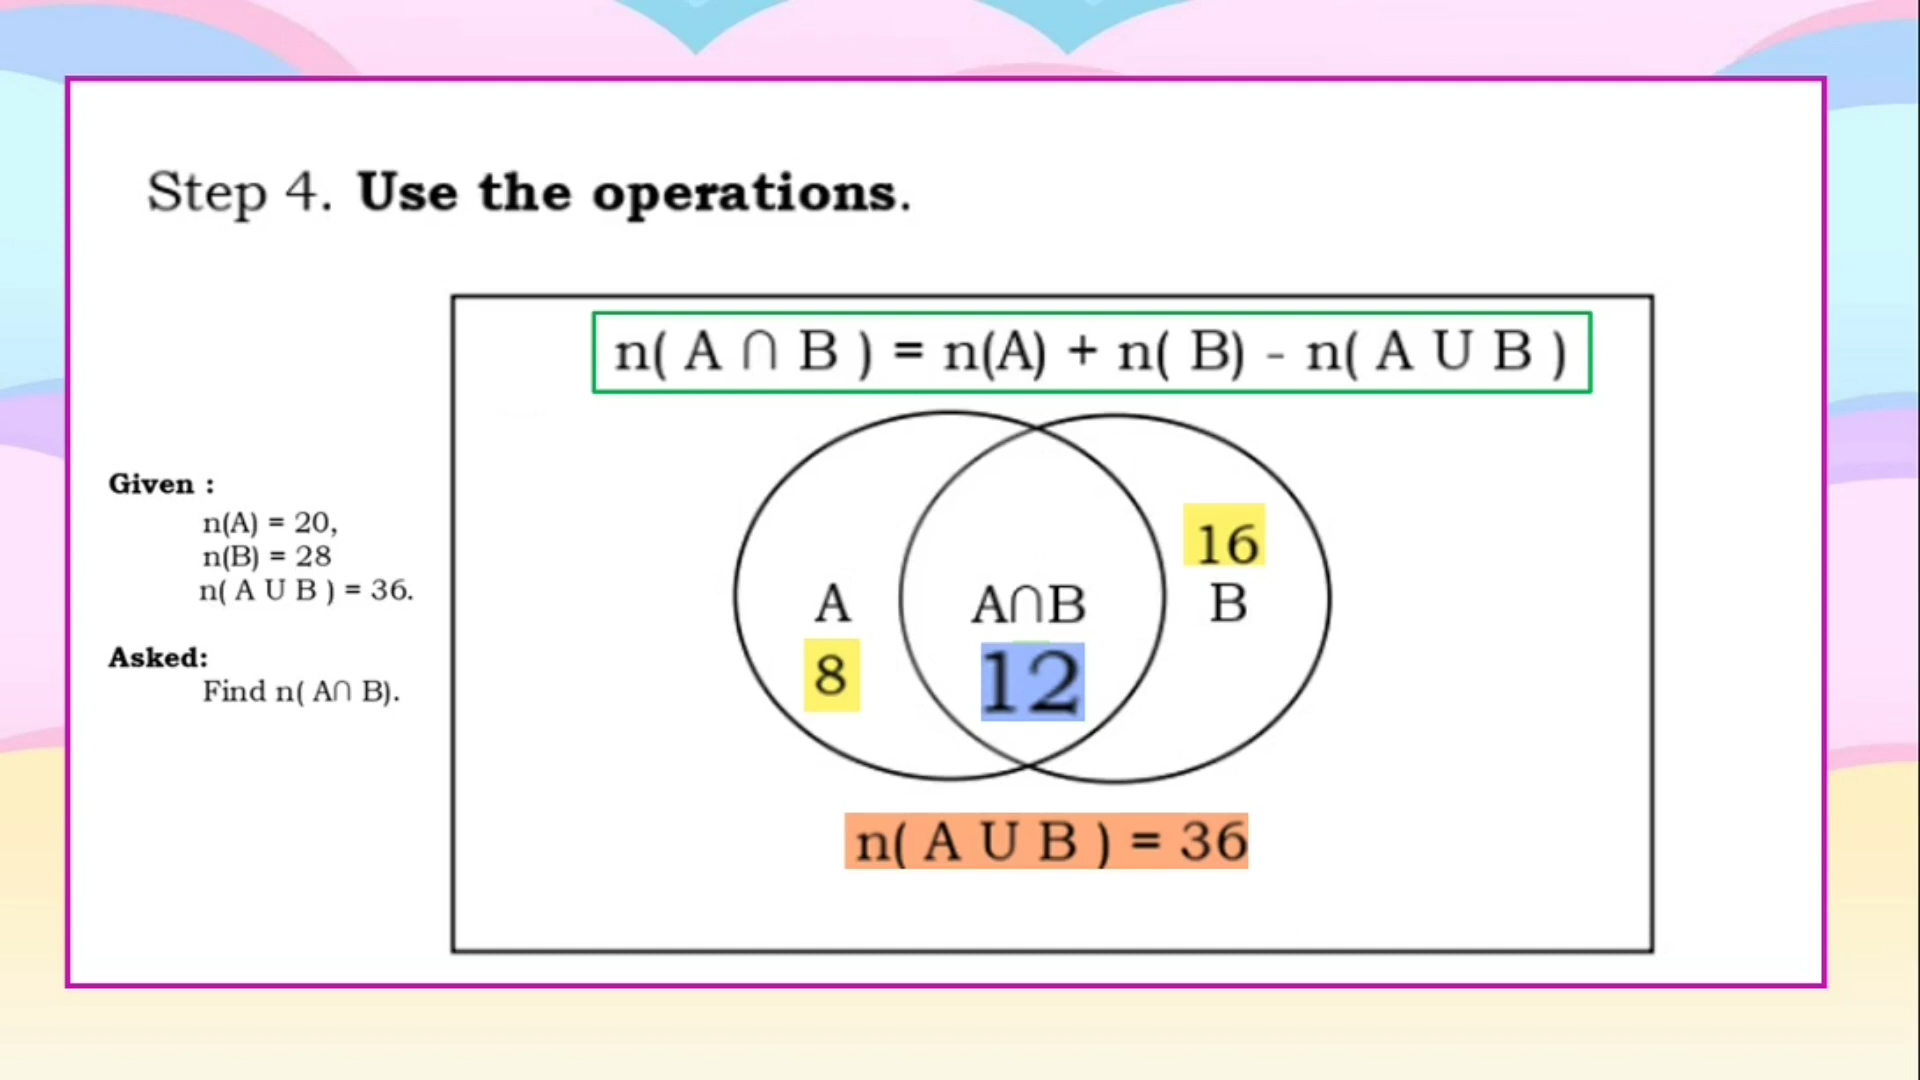 Step 4. Use the operations.
n( A ∩ B ) = n(A) + n( B) - n( A U B )
Given :
n(A) = 20,
n(B) = 28
n( A U B ) = 36.
Asked:
Find n( A∩ B).
16
A A∩B B
8 12
n( A U B ) = 36